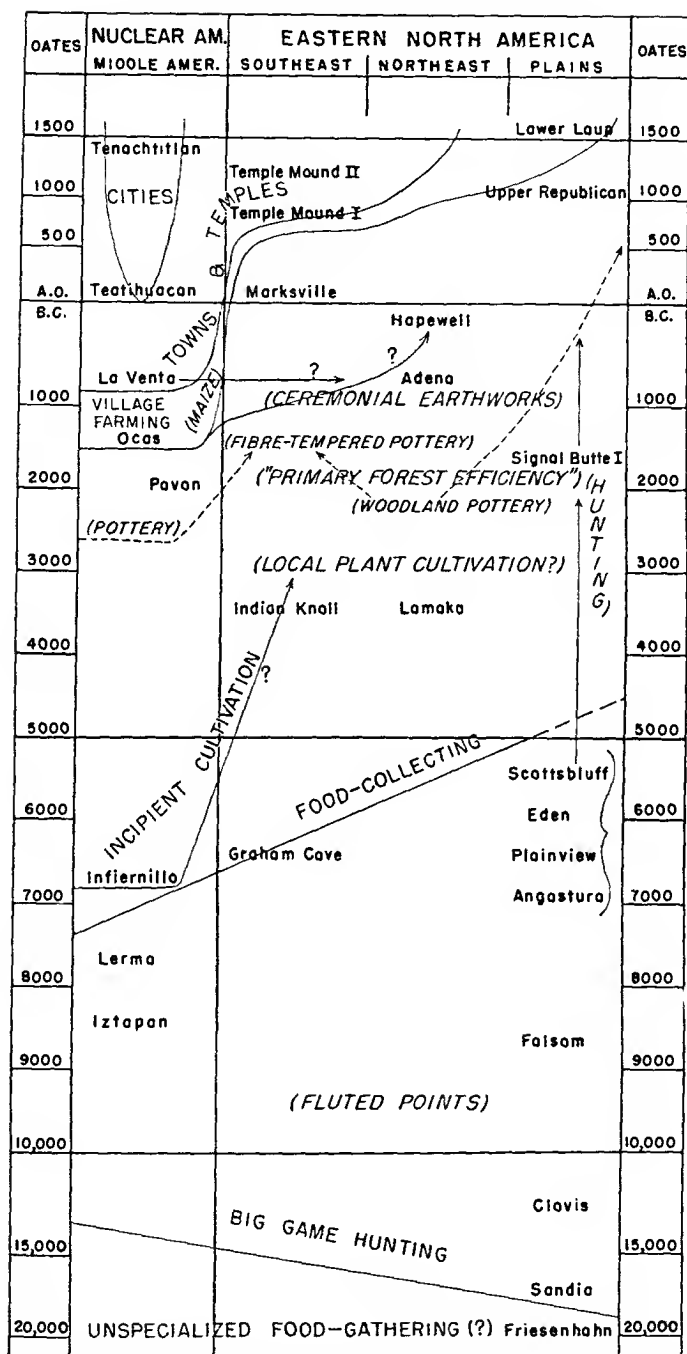 OATES NUCLEAR AM. EASTERN NORTH AMERICA OATES
MIOOLE AMER. SOUTHEAST NORTHEAST PLAINS
1500 Tenochtitlan Lower Loup 1500
Temple Mound II
1000 CITIES Upper Republican 1000
Temple Mound I
500 TOWNS & TEMPLES 500
A.O. Teotihuacan Marksville A.O.
B.C. B.C.
Hopewell
La Venta ? ? Adena
1000 VILLAGE (MAIZE) (CEREMONIAL EARTHWORKS) 1000
FARMING
Ocos (FIBRE-TEMPERED POTTERY)
Signal Butte I
2000 Pavon ("PRIMARY FOREST EFFICIENCY") (HUNTING) 2000
(WOODLAND POTTERY)
(POTTERY)
3000 (LOCAL PLANT CULTIVATION?) 3000
Indian Knoll Lamoka
4000 INCIPIENT CULTIVATION ? 4000
5000 5000
FOOD-COLLECTING Scottsbluff
6000 Eden 6000
Graham Cave Plainview
Infiernillo
7000 Angostura 7000
Lerma
8000 8000
Iztapan Folsom
9000 9000
(FLUTED POINTS)
10,000 10,000
Clovis
BIG GAME HUNTING
15,000 15,000
Sandia
20,000 UNSPECIALIZED FOOD-GATHERING (?) Friesenhahn 20,000